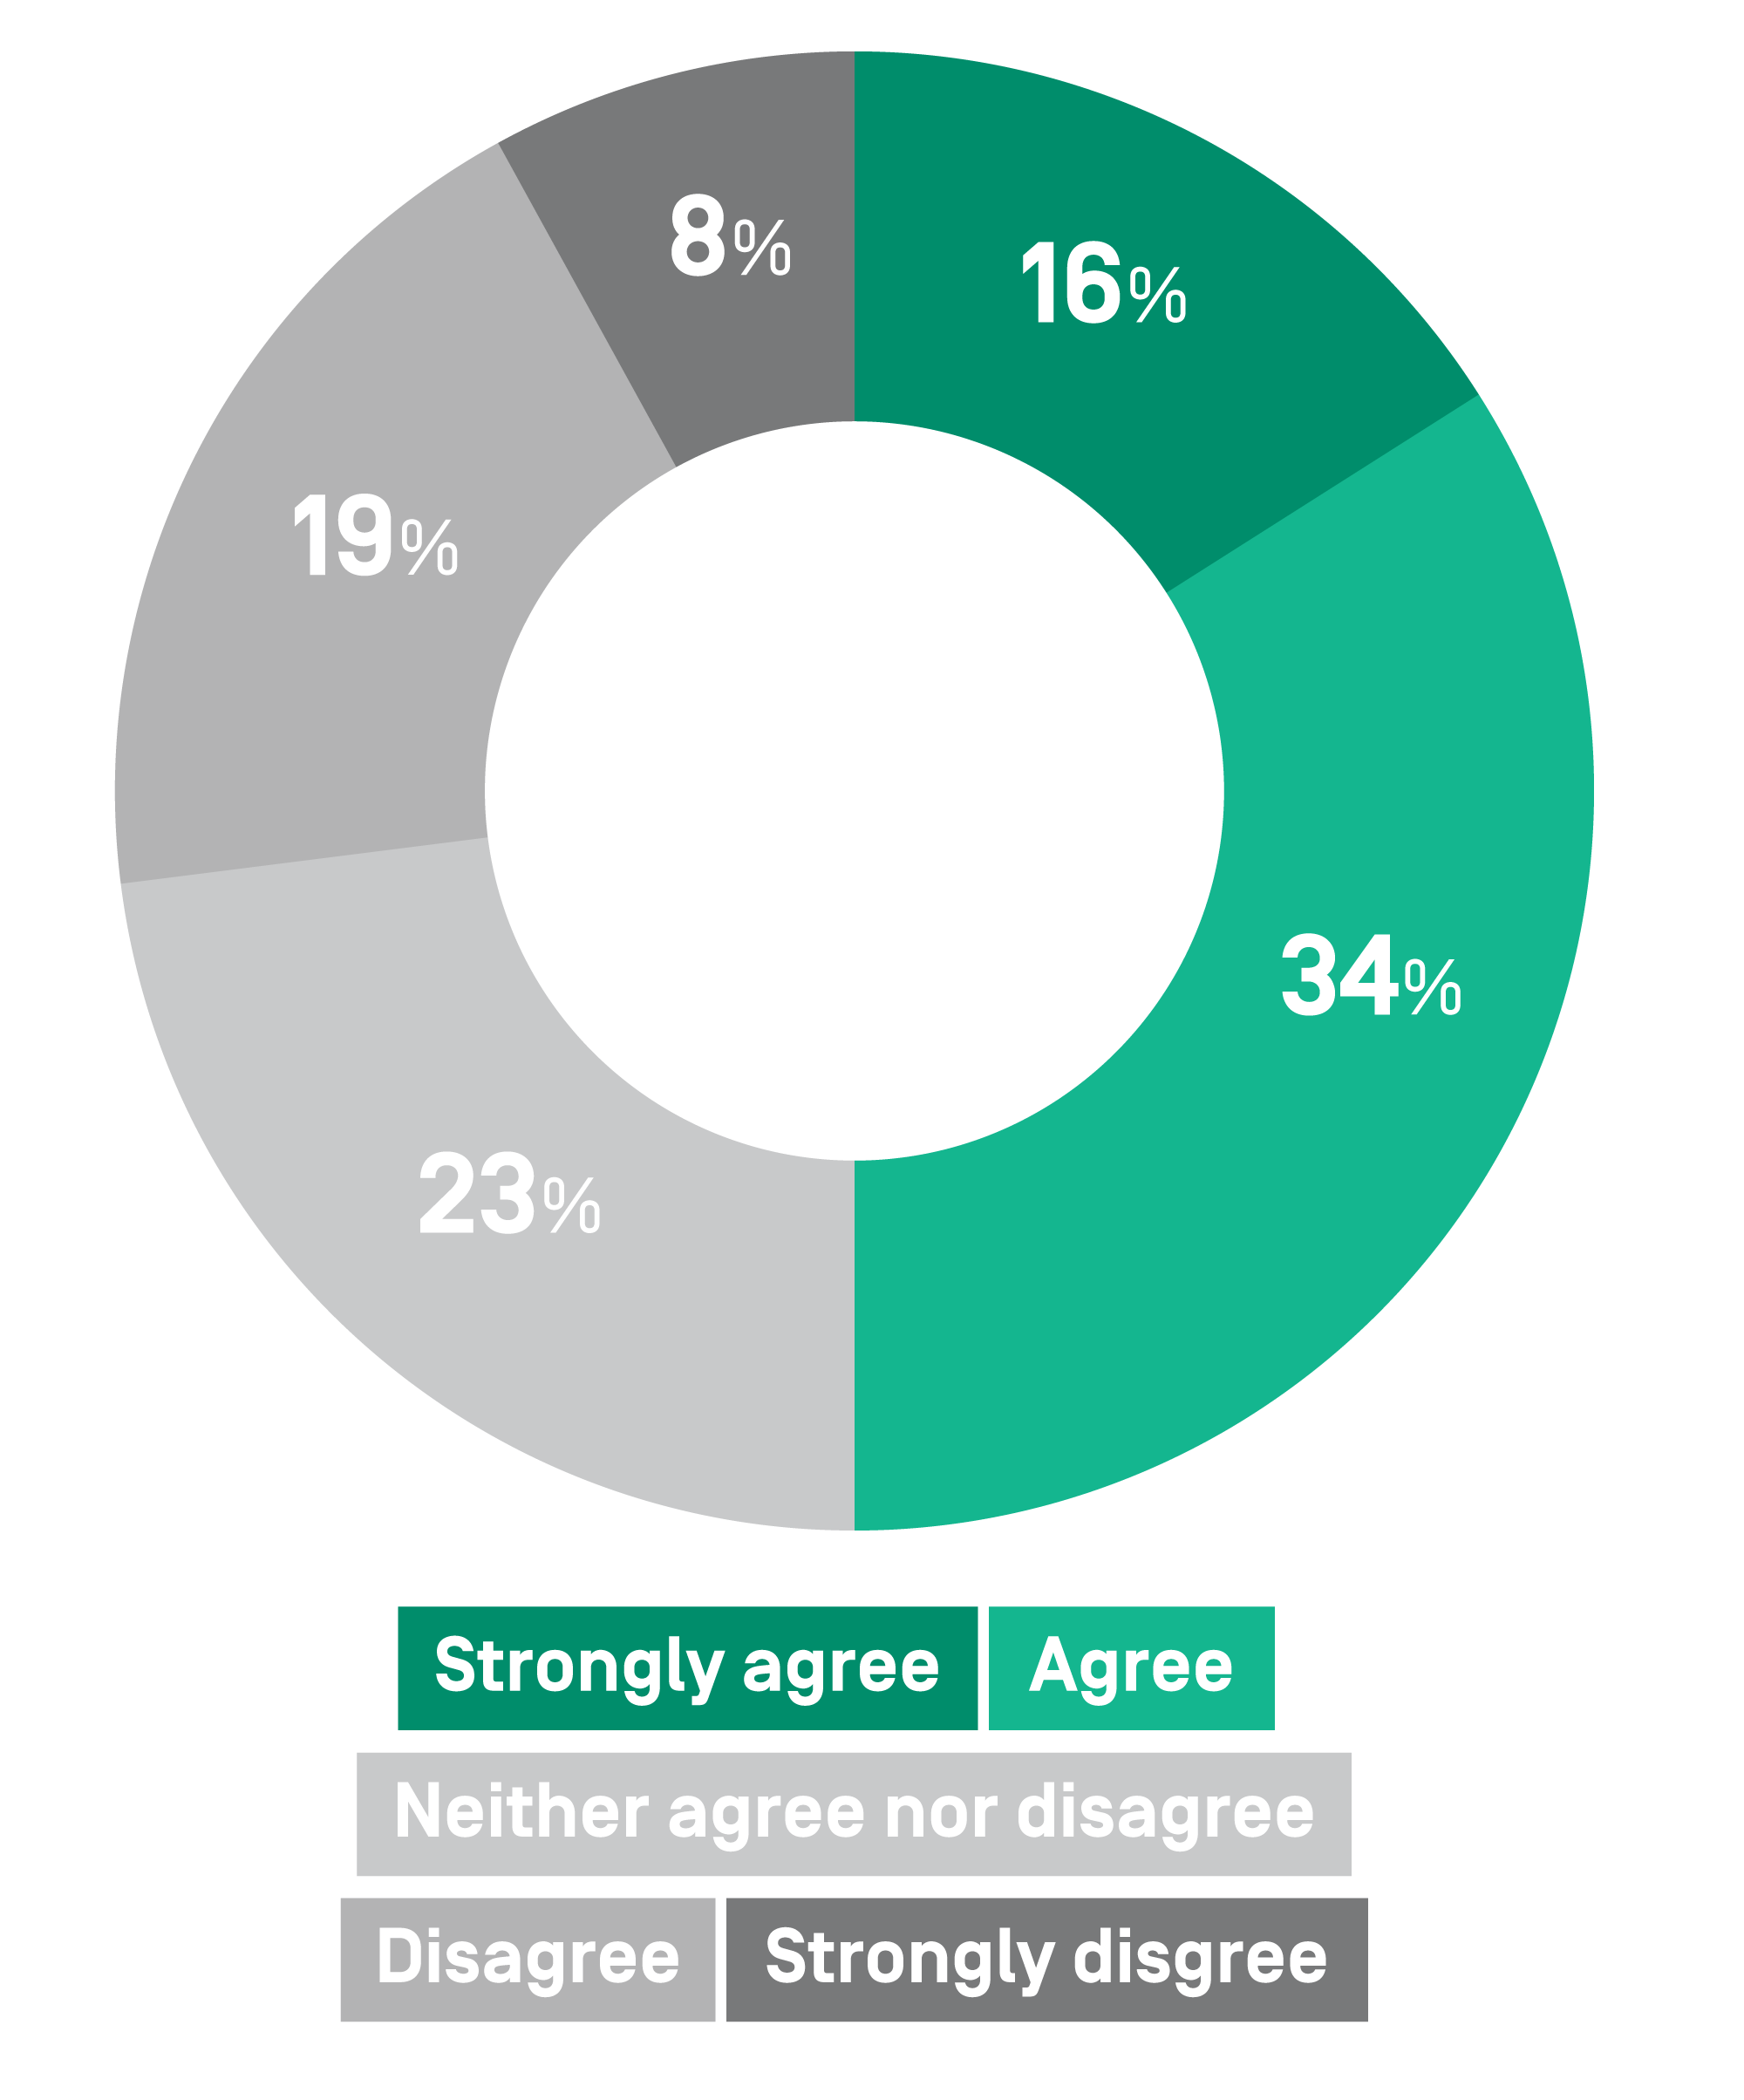 8%
16%
19%
34%
23%
Strongly agree Agree
Neither agree nor disagree
Disagree Strongly disgree